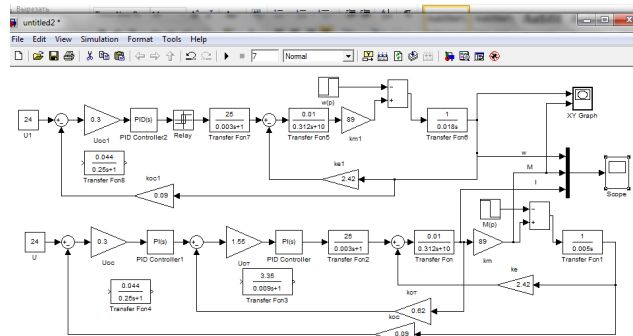 Вырезать
untitled2 *
File Edit View Simulation Format Tools Help
7 Normal
w(p)
XY Graph
24
U1
0.3
Uoc1
PID(s)
PID Controller2
Relay
25
0.003s+1
Transfer Fcn7
0.01
0.312s+10
Transfer Fcn5
89
km1
1
0.018s
Transfer Fcn6
0.044
0.25s+1
Transfer Fcn8
koc1
0.09
ke1
2.42
w
M
I
Scope
M(p)
24
U
0.3
Uoc
PI(s)
PID Controller1
1.55
Uoт
PI(s)
PID Controller
25
0.003s+1
Transfer Fcn2
0.01
0.312s+10
Transfer Fcn
89
km
1
0.005s
Transfer Fcn1
0.044
0.25s+1
Transfer Fcn4
3.35
0.009s+1
Transfer Fcn3
ke
2.42
koт
0.62
koc
0.09